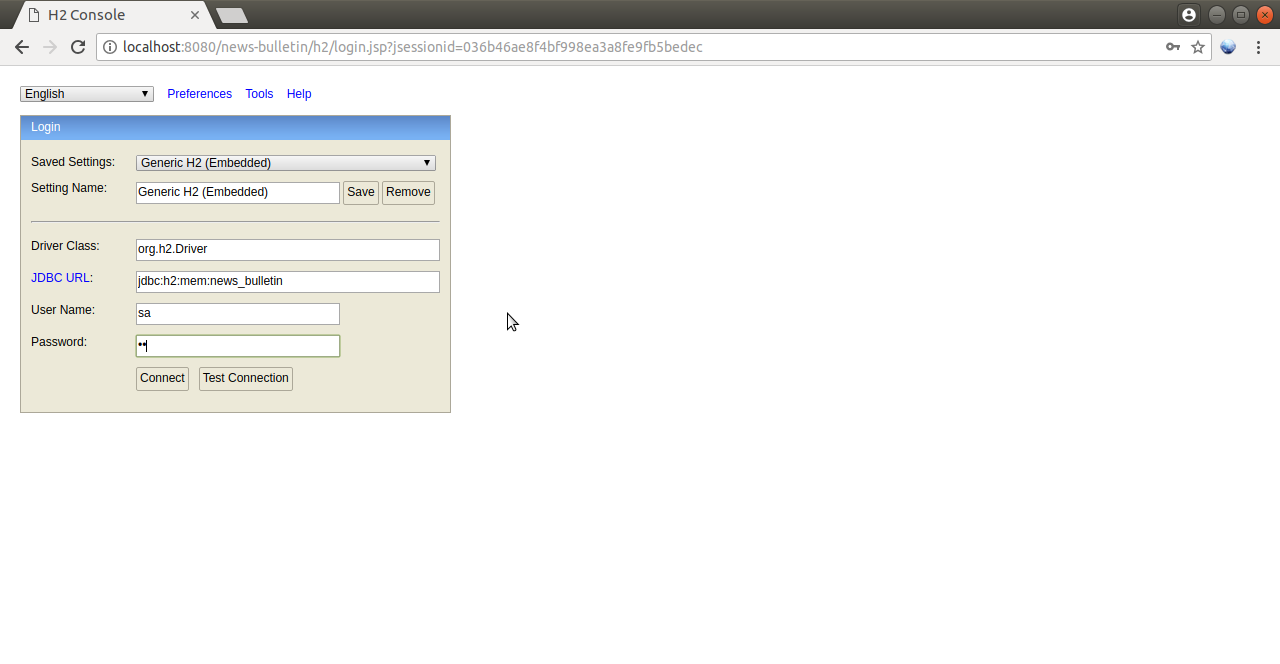 H2 Console
localhost:8080/news-bulletin/h2/login.jsp?jsessionid=036b46ae8f4bf998ea3a8fe9fb5bedec
English Preferences Tools Help
Login
Saved Settings: Generic H2 (Embedded)
Setting Name: Generic H2 (Embedded) Save Remove
Driver Class: org.h2.Driver
JDBC URL: jdbc:h2:mem:news_bulletin
User Name: sa
Password: ••
Connect Test Connection